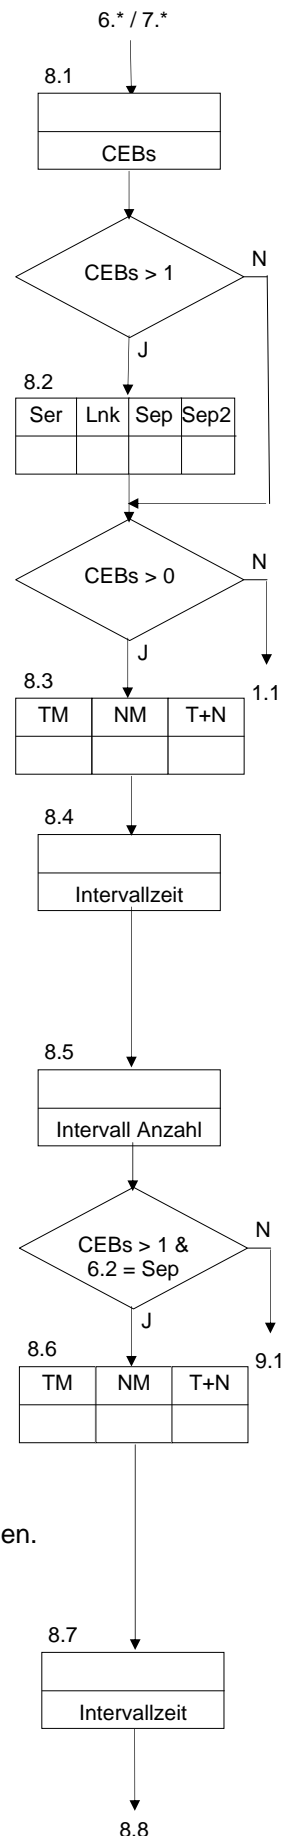 6.* / 7.*
8.1
CEBs
CEBs > 1
N
J
8.2
Ser Lnk Sep Sep2
CEBs > 0
N
J
1.1
8.3
TM NM T+N
8.4
Intervallzeit
8.5
Intervall Anzahl
CEBs > 1 &
6.2 = Sep
N
J
9.1
8.6
TM NM T+N
en.
8.7
Intervallzeit
8.8